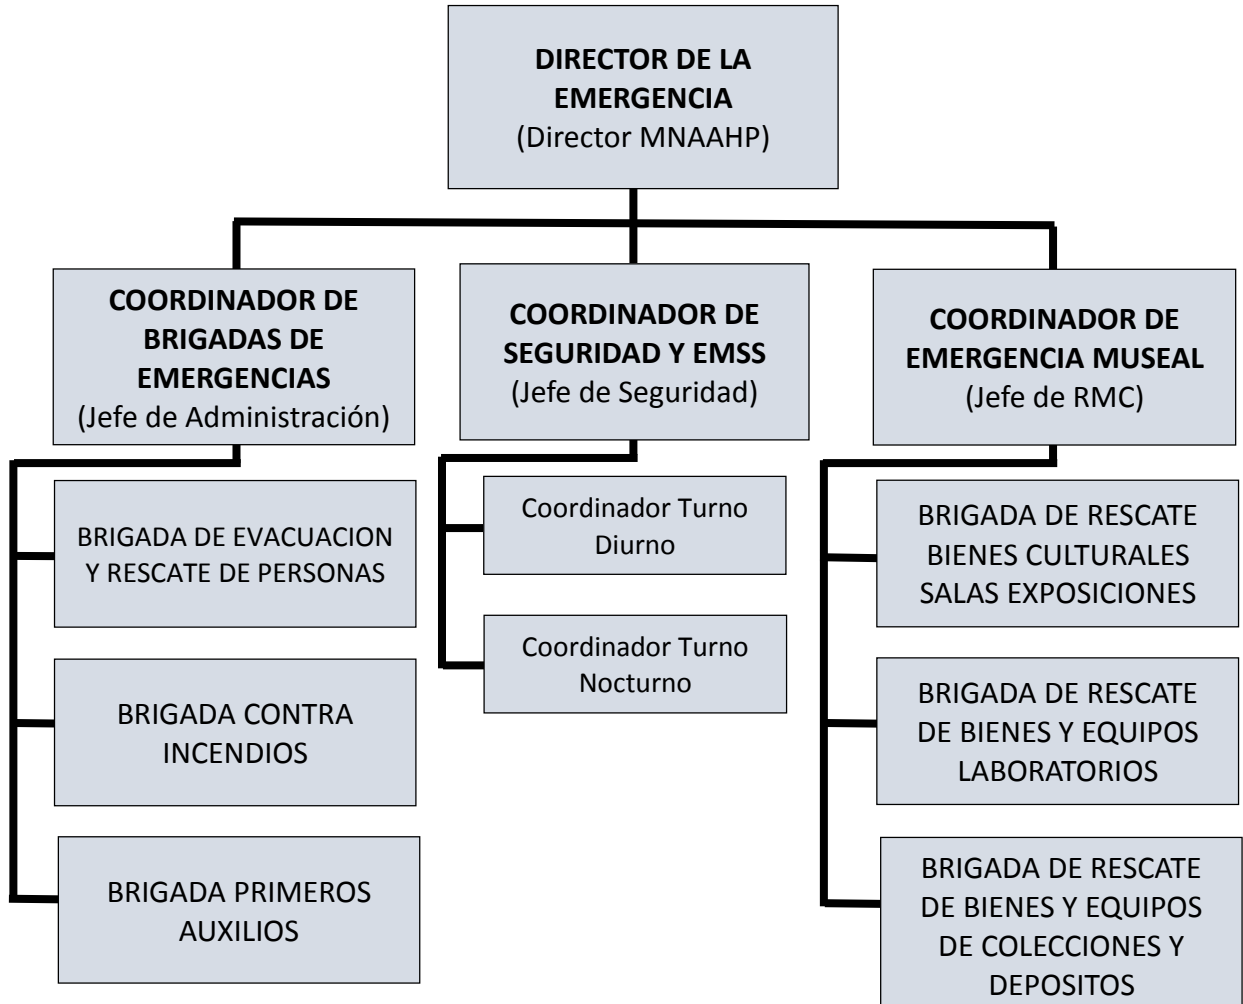 DIRECTOR DE LA
EMERGENCIA
(Director MNAAHP)
COORDINADOR DE
BRIGADAS DE
EMERGENCIAS
(Jefe de Administración)
COORDINADOR DE
SEGURIDAD Y EMSS
(Jefe de Seguridad)
COORDINADOR DE
EMERGENCIA MUSEAL
(Jefe de RMC)
BRIGADA DE EVACUACION
Y RESCATE DE PERSONAS
BRIGADA CONTRA
INCENDIOS
BRIGADA PRIMEROS
AUXILIOS
Coordinador Turno
Diurno
Coordinador Turno
Nocturno
BRIGADA DE RESCATE
BIENES CULTURALES
SALAS EXPOSICIONES
BRIGADA DE RESCATE
DE BIENES Y EQUIPOS
LABORATORIOS
BRIGADA DE RESCATE
DE BIENES Y EQUIPOS
DE COLECCIONES Y
DEPOSITOS